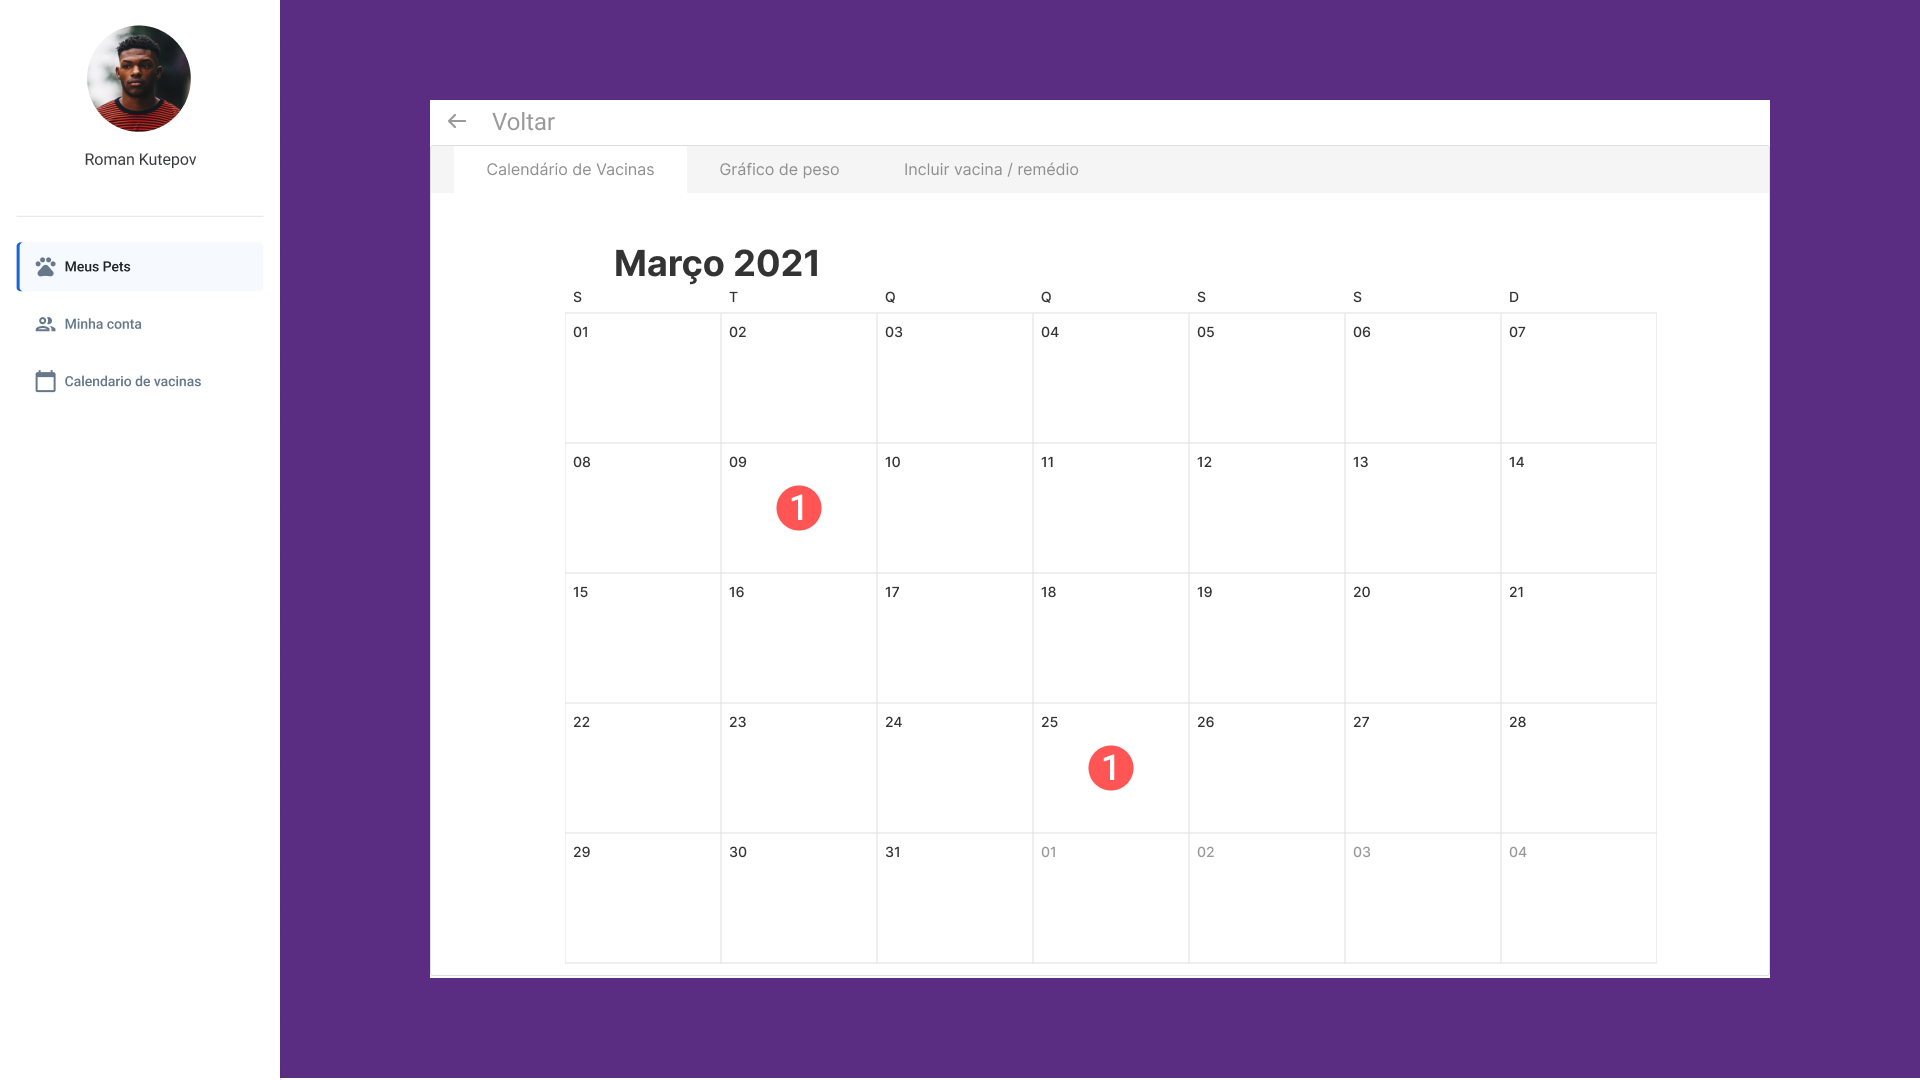 Roman Kutepov
Meus Pets
Minha conta
Calendario de vacinas
Voltar
Calendário de Vacinas Gráfico de peso Incluir vacina / remédio
Março 2021
S T Q Q S S D
01 02 03 04 05 06 07
08 09 10 11 12 13 14
1
15 16 17 18 19 20 21
22 23 24 25 26 27 28
1
29 30 31 01 02 03 04